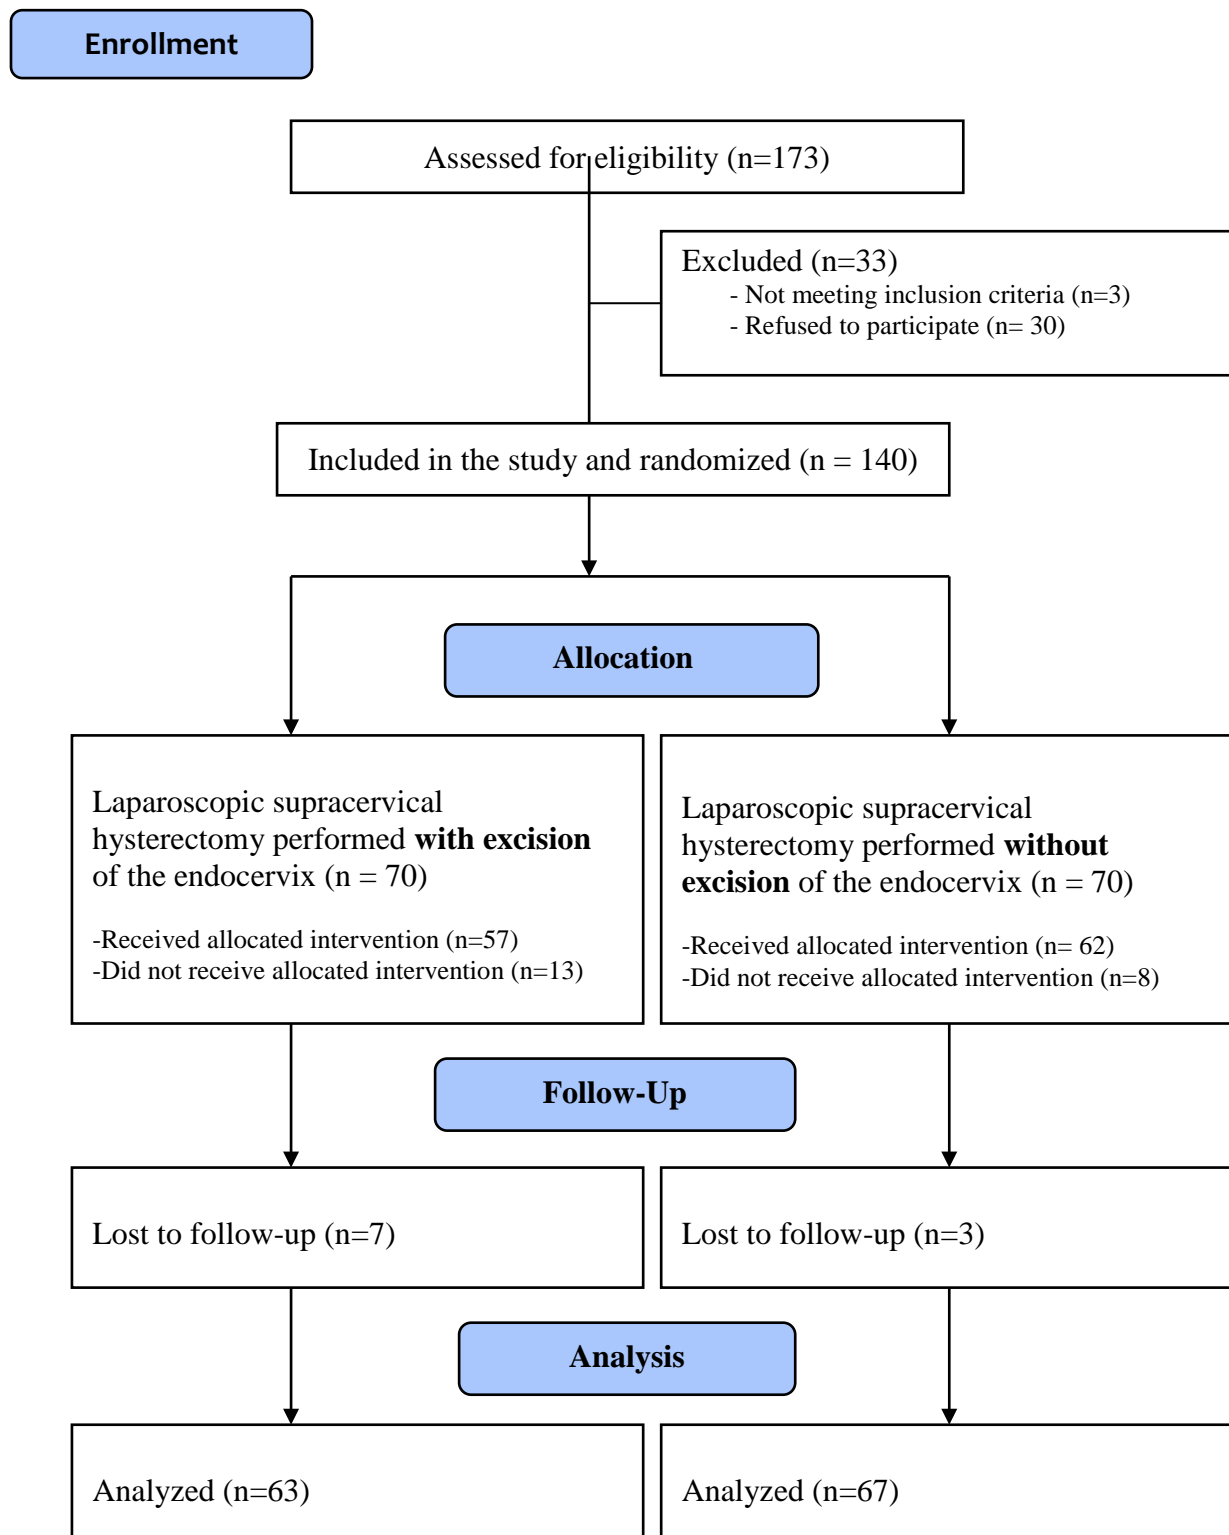 Enrollment
Assessed for eligibility (n=173)
Excluded (n=33)
- Not meeting inclusion criteria (n=3)
- Refused to participate (n= 30)
Included in the study and randomized (n = 140)
Allocation
Laparoscopic supracervical
hysterectomy performed with excision
of the endocervix (n = 70)
-Received allocated intervention (n=57)
-Did not receive allocated intervention (n=13)
Laparoscopic supracervical
hysterectomy performed without
excision of the endocervix (n = 70)
-Received allocated intervention (n= 62)
-Did not receive allocated intervention (n=8)
Follow-Up
Lost to follow-up (n=7)
Lost to follow-up (n=3)
Analysis
Analyzed (n=63)
Analyzed (n=67)